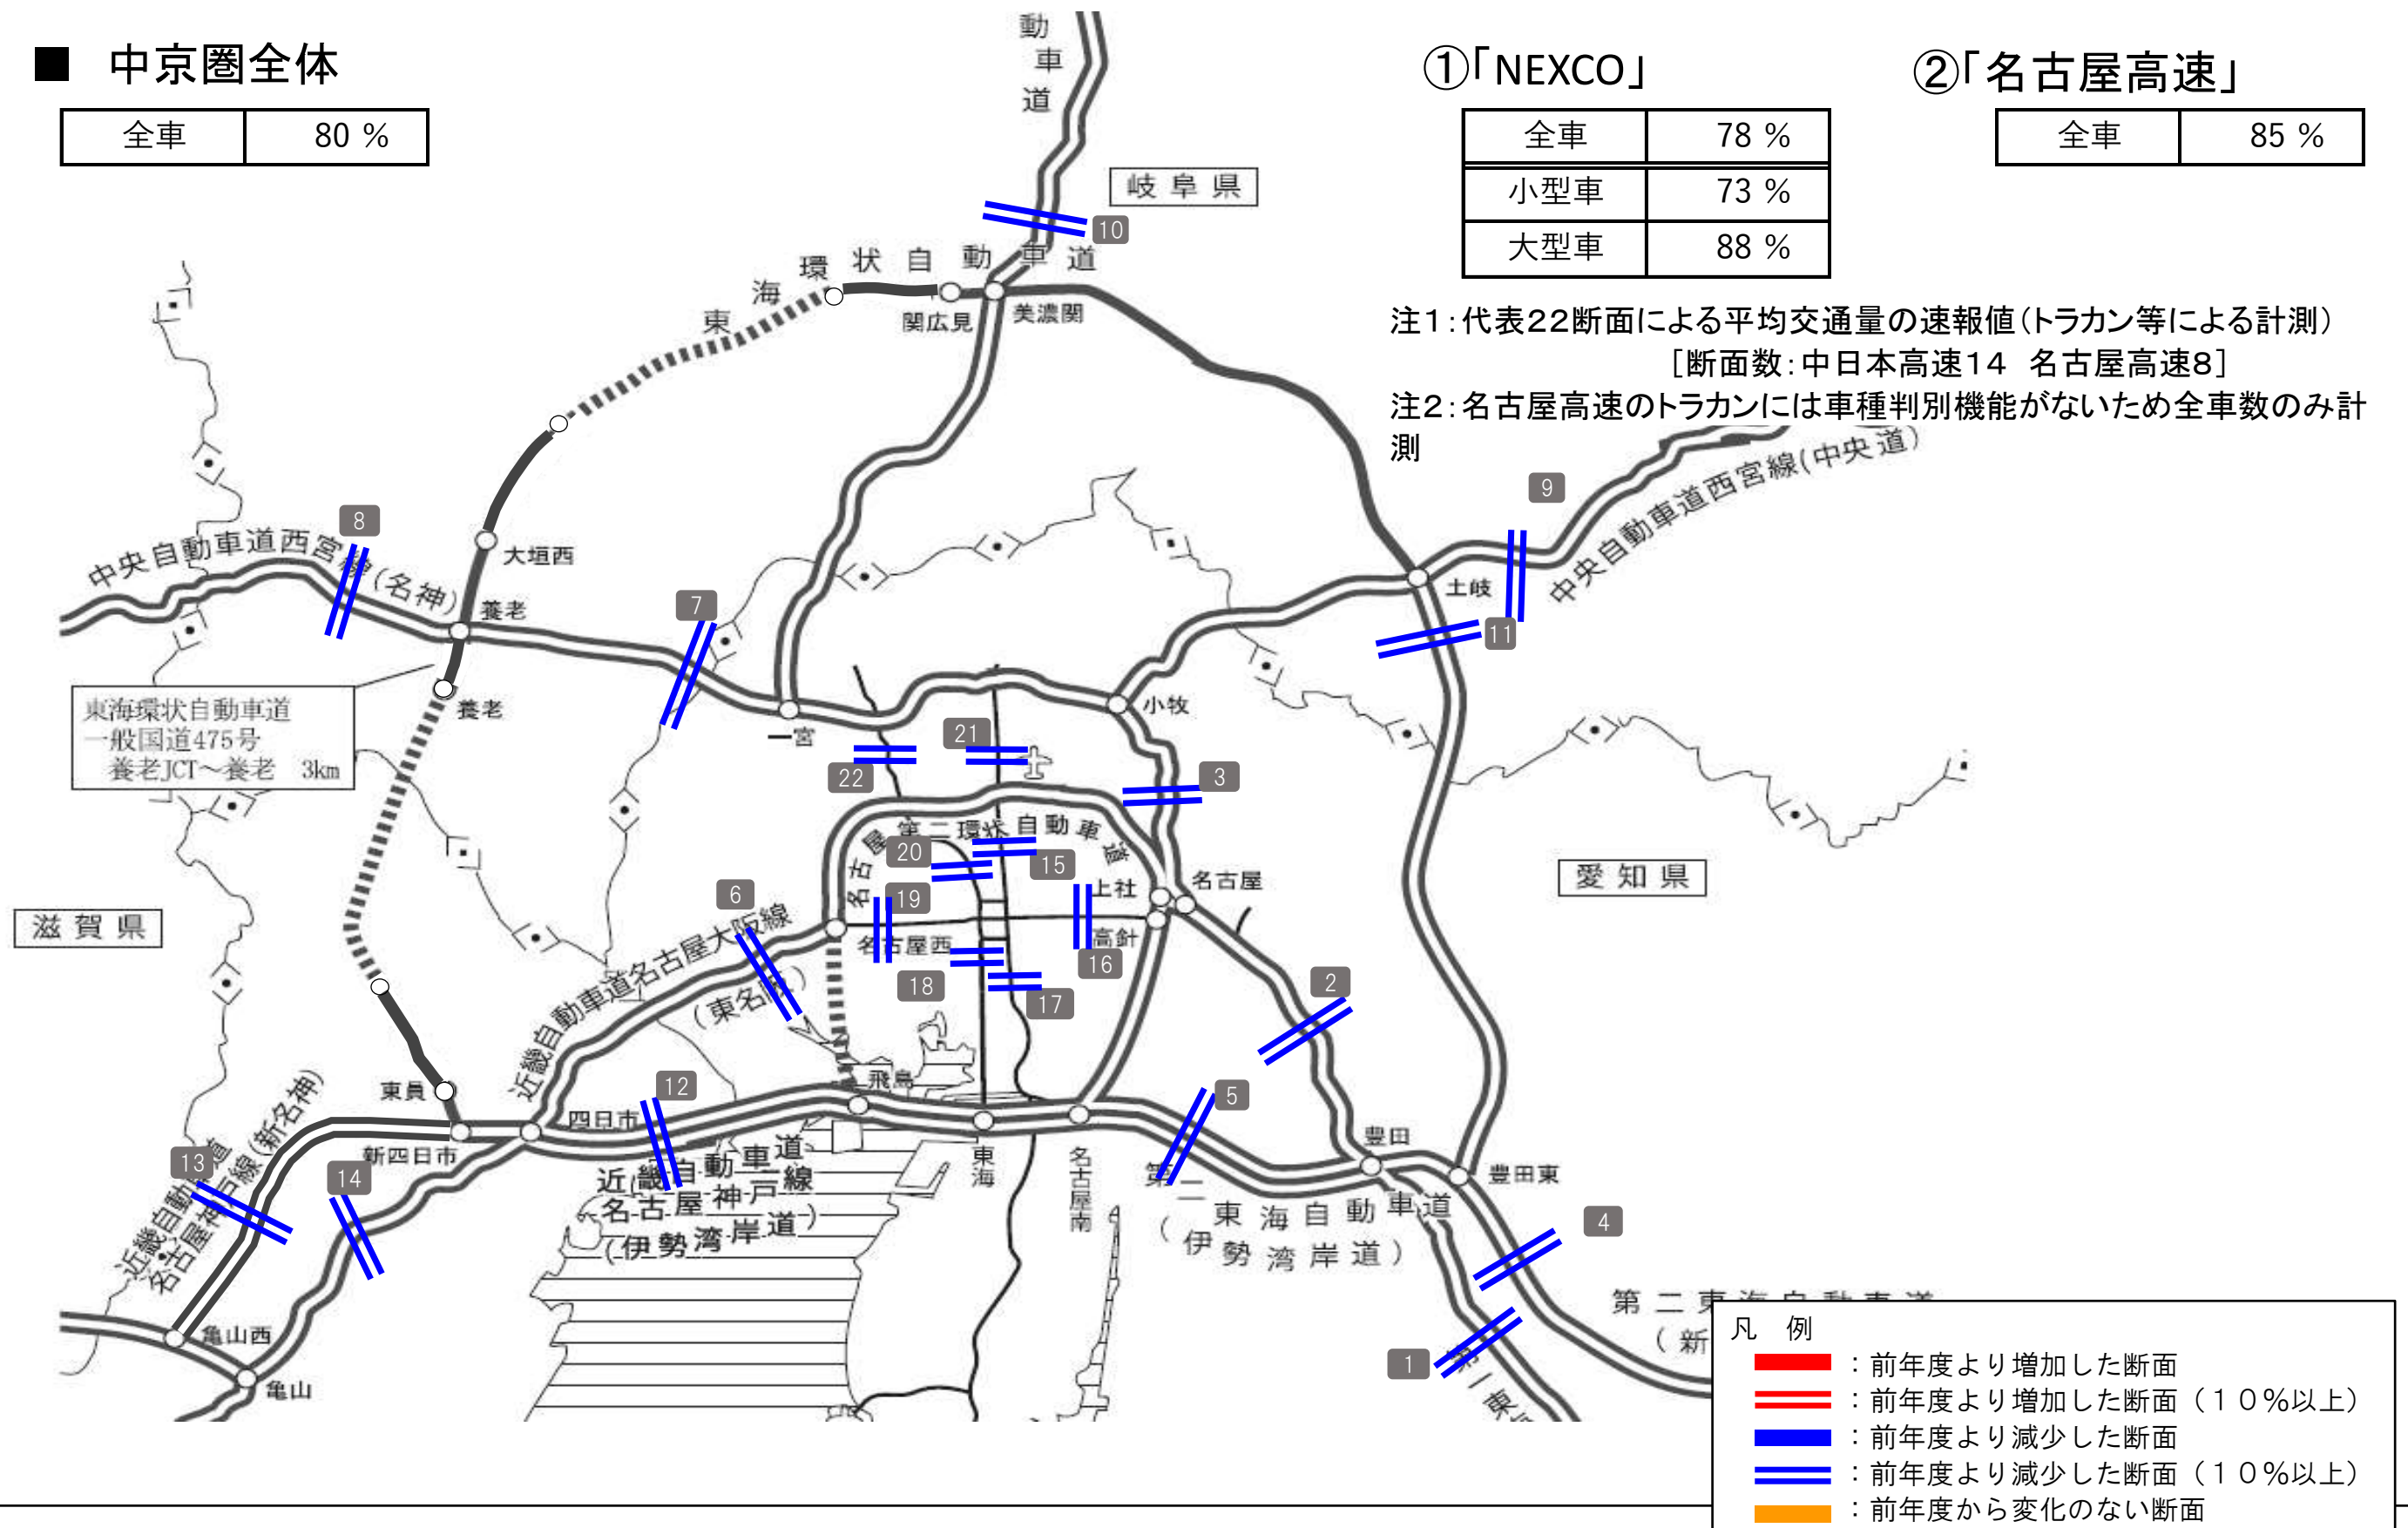 ■ 中京圏全体
全車 80 %
①「NEXCO」
全車 78 %
小型車 73 %
大型車 88 %
②「名古屋高速」
全車 85 %
注1:代表22断面による平均交通量の速報値(トラカン等による計測)
[断面数:中日本高速14 名古屋高速8]
注2:名古屋高速のトラカンには車種判別機能がないため全車数のみ計
測
動車道
岐阜県
10
東海環状自動車道
関広見
美濃関
9
中央自動車道西宮線(中央道)
8
中央自動車道西宮線(名神)
大垣西
養老
7
土岐
11
東海環状自動車道
一般国道475号
養老JCT~養老 3km
養老
一宮
小牧
21
22
3
名古屋第二環状自動車道
20
15
上社
名古屋
愛知県
19
6
滋賀県
名古屋西
高針
16
18
17
2
近畿自動車道名古屋大阪線
(東名阪)
東員
12
飛島
5
四日市
新四日市
13
14
近畿自動車道
名古屋神戸線(新名神)
近畿自動車道
名古屋神戸線
(伊勢湾岸道)
東海
名古屋南
豊田
豊田東
第二東海自動車道
(伊勢湾岸道)
4
亀山西
亀山
1
第一東
第二東海自動車道
(新
凡 例
:前年度より増加した断面
:前年度より増加した断面(10%以上)
:前年度より減少した断面
:前年度より減少した断面(10%以上)
:前年度から変化のない断面